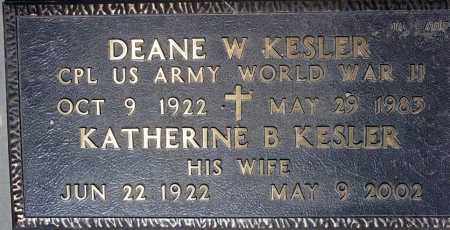 DEANE W KESLER
CPL US ARMY WORLD WAR II
OCT 9 1922 MAY 29 1983
KATHERINE B KESLER
HIS WIFE
JUN 22 1922 MAY 9 2002